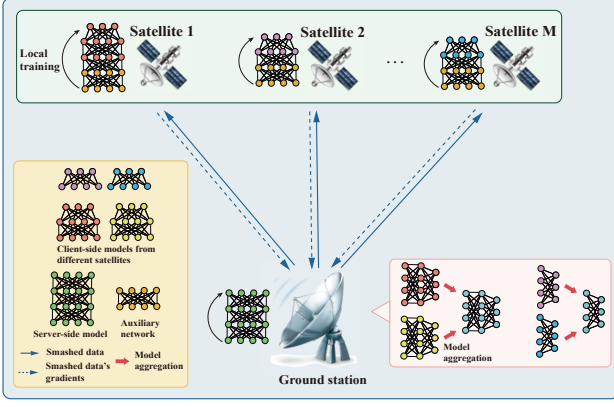 Satellite 1
Satellite 2
Satellite M
Local
training
...
Client-side models from
different satellites
Server-side model
Auxiliary
network
Smashed data
Smashed data's
gradients
Model
aggregation
Ground station
Model
aggregation